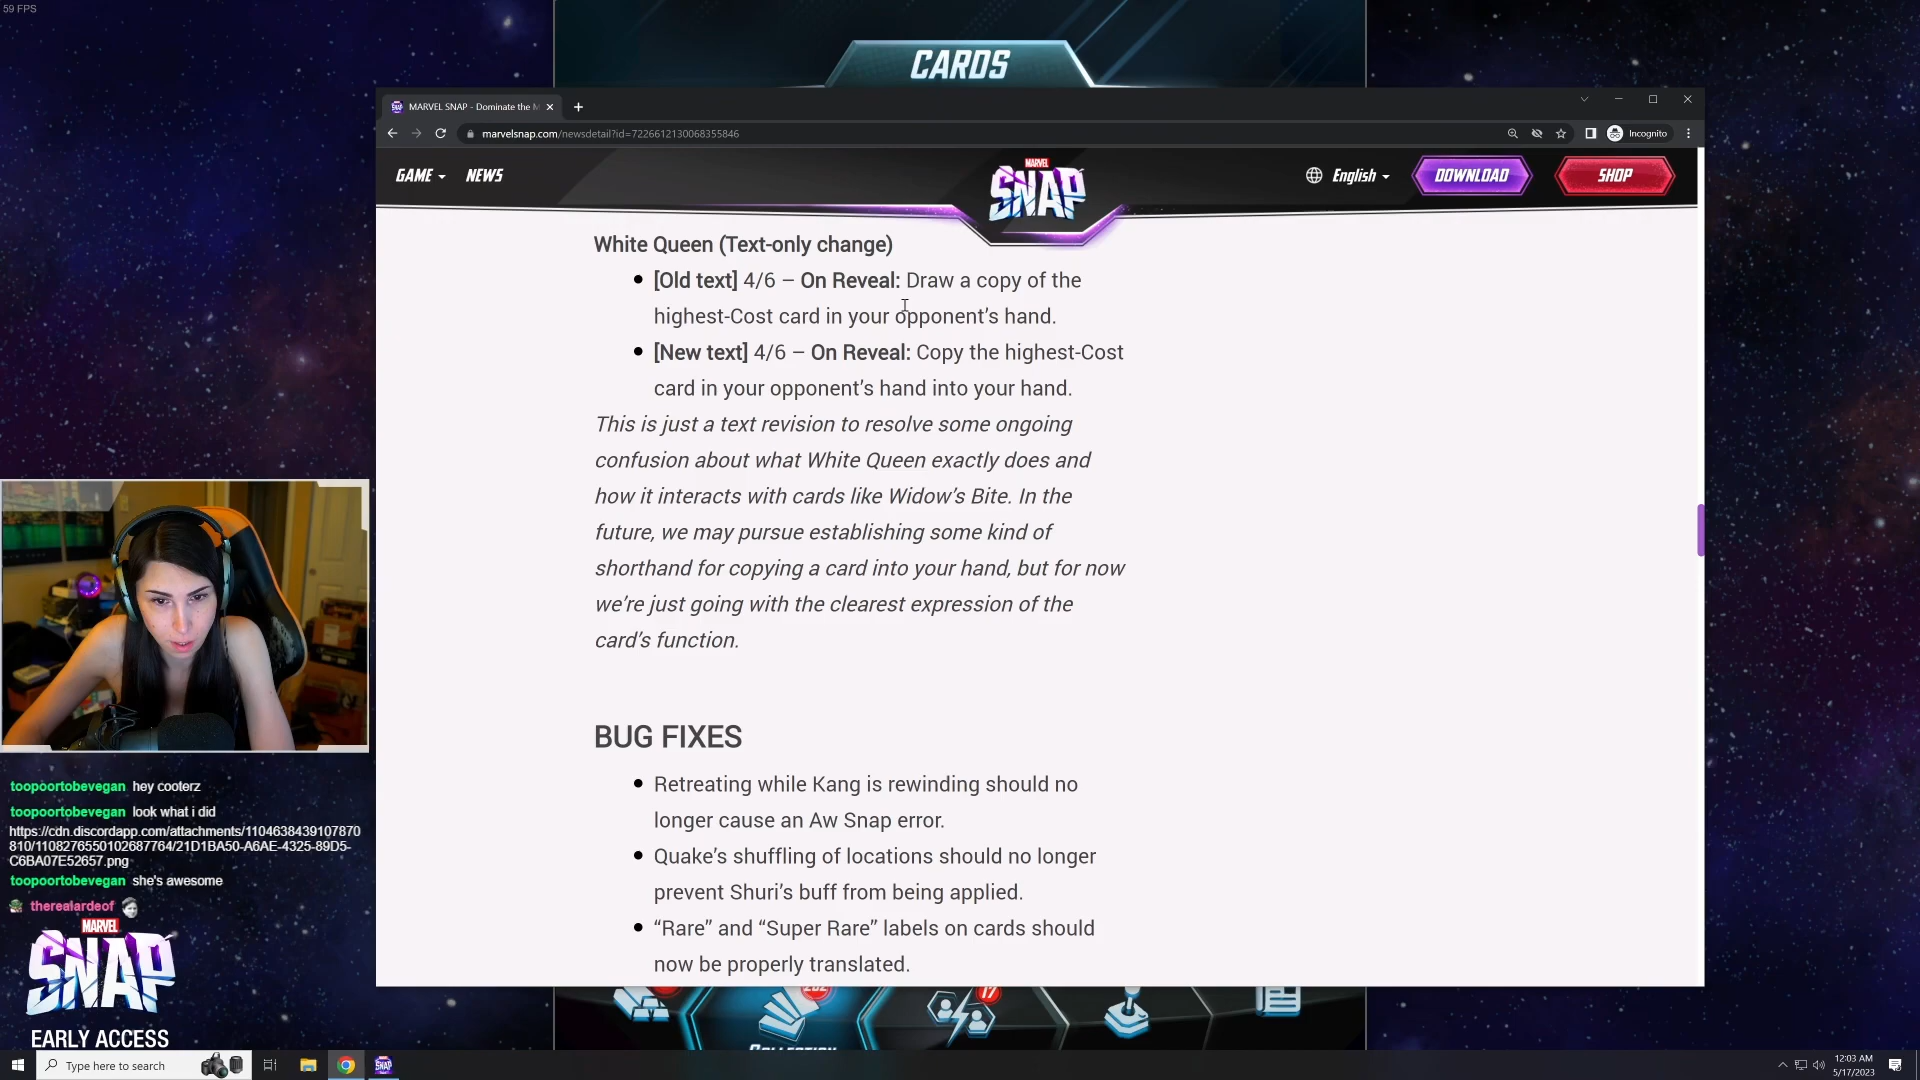 59 FPS
CARDS
MARVEL SNAP - Dominate the M
marvelsnap.com/newsdetail?id=7226612130068355846
Incognito
GAME
NEWS
MARVEL
SNAP
English
DOWNLOAD
SHOP
White Queen (Text-only change)
[Old text] 4/6 – On Reveal: Draw a copy of the
highest-Cost card in your opponent’s hand.
[New text] 4/6 – On Reveal: Copy the highest-Cost
card in your opponent’s hand into your hand.
This is just a text revision to resolve some ongoing
confusion about what White Queen exactly does and
how it interacts with cards like Widow’s Bite. In the
future, we may pursue establishing some kind of
shorthand for copying a card into your hand, but for now
we’re just going with the clearest expression of the
card’s function.
BUG FIXES
Retreating while Kang is rewinding should no
longer cause an Aw Snap error.
Quake’s shuffling of locations should no longer
prevent Shuri’s buff from being applied.
“Rare” and “Super Rare” labels on cards should
now be properly translated.
toopoortobevegan hey cooterz
toopoortobevegan look what i did
https://cdn.discordapp.com/attachments/1104638439107870
810/1108276550102687764/21D1BA50-A6AE-4325-89D5-
C6BA07E52657.png
toopoortobevegan she's awesome
therealardeof
MARVEL
SNAP
EARLY ACCESS
17
Type here to search
12:03 AM
5/17/2023